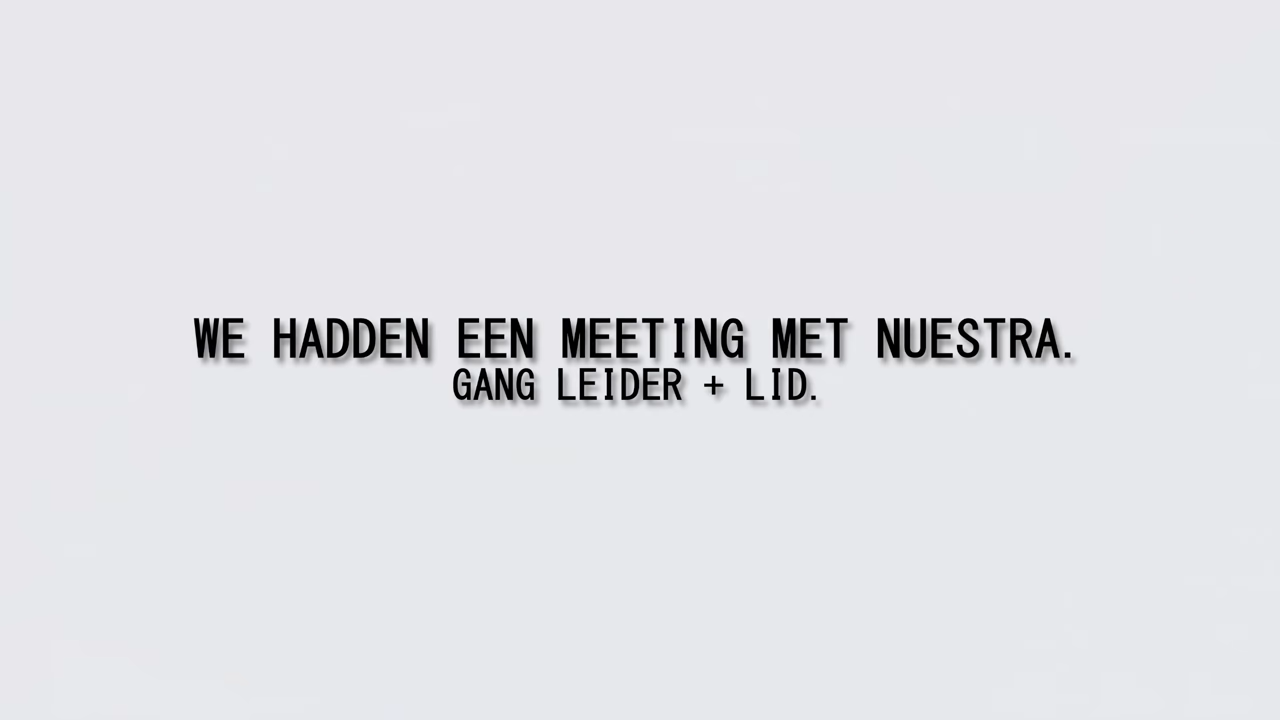 WE HADDEN EEN MEETING MET NUESTRA.
GANG LEIDER + LID.